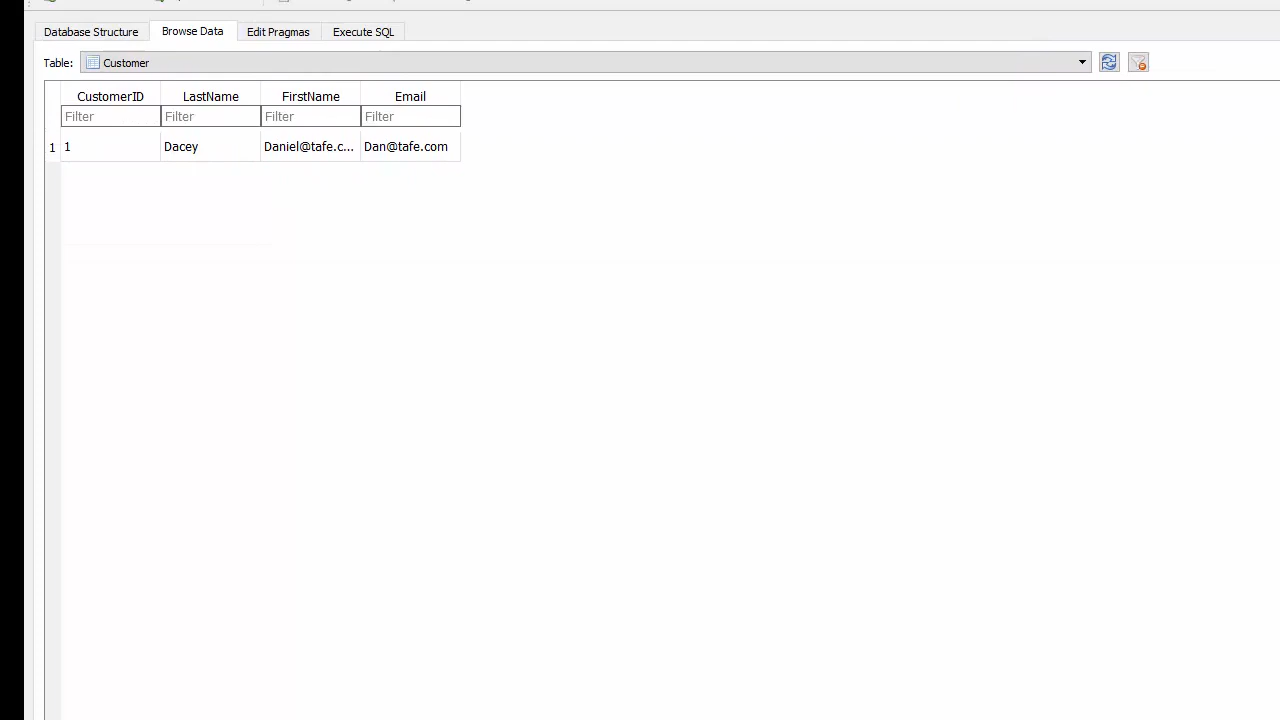 Database Structure Browse Data Edit Pragmas Execute SQL
Table: Customer
CustomerID LastName FirstName Email
Filter Filter Filter Filter
1 1 Dacey Daniel@tafe.c... Dan@tafe.com